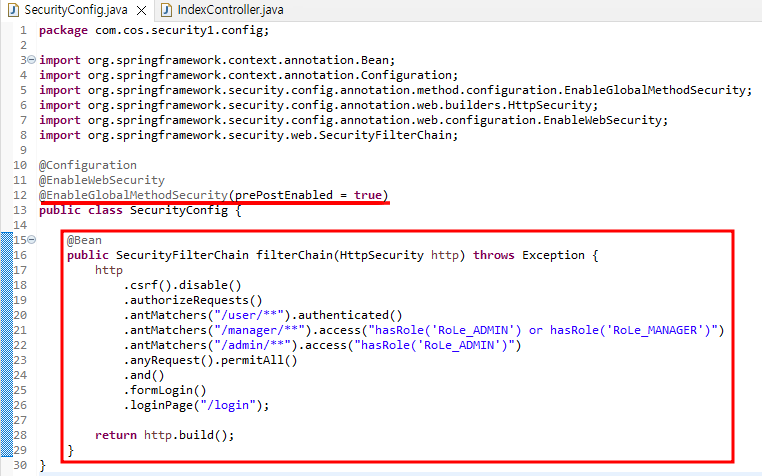 SecurityConfig.java IndexController.java
1 package com.cos.security1.config;
2
3 import org.springframework.context.annotation.Bean;
4 import org.springframework.context.annotation.Configuration;
5 import org.springframework.security.config.annotation.method.configuration.EnableGlobalMethodSecurity;
6 import org.springframework.security.config.annotation.web.builders.HttpSecurity;
7 import org.springframework.security.config.annotation.web.configuration.EnableWebSecurity;
8 import org.springframework.security.web.SecurityFilterChain;
9
10 @Configuration
11 @EnableWebSecurity
12 @EnableGlobalMethodSecurity(prePostEnabled = true)
13 public class SecurityConfig {
14
15 @Bean
16 public SecurityFilterChain filterChain(HttpSecurity http) throws Exception {
17 http
18 .csrf().disable()
19 .authorizeRequests()
20 .antMatchers("/user/**").authenticated()
21 .antMatchers("/manager/**").access("hasRole('RoLe_ADMIN') or hasRole('RoLe_MANAGER')")
22 .antMatchers("/admin/**").access("hasRole('RoLe_ADMIN')")
23 .anyRequest().permitAll()
24 .and()
25 .formLogin()
26 .loginPage("/login");
27
28 return http.build();
29 }
30 }